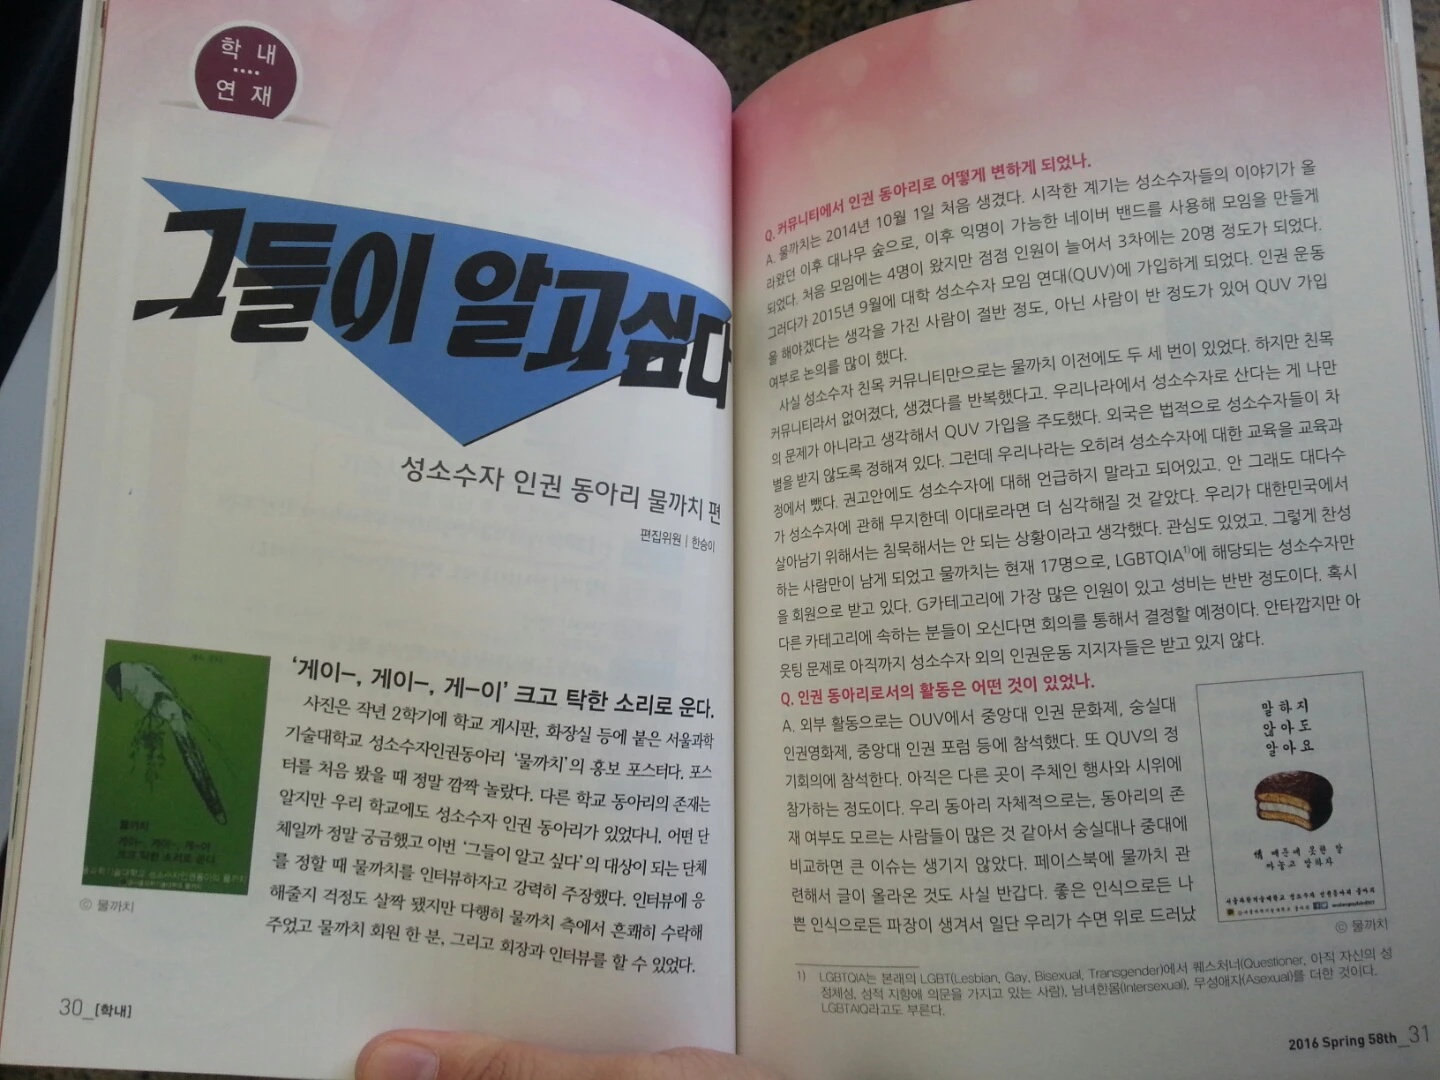 학 내
연 재
그들이 알고싶다
성소수자 인권 동아리 물까치 편
편집위원 | 한승이
물까치
게이-, 게이-, 게-이
크고 탁한 소리로 운다
ⓒ 물까치
'게이-, 게이-, 게-이' 크고 탁한 소리로 운다.
사진은 작년 2학기에 학교 게시판, 화장실 등에 붙은 서울과학
기술대학교 성소수자인권동아리 '물까치'의 홍보 포스터다. 포스
터를 처음 봤을 때 정말 깜짝 놀랐다. 다른 학교 동아리의 존재는
알지만 우리 학교에도 성소수자 인권 동아리가 있었다니. 어떤 단
체일까 정말 궁금했고 이번 '그들이 알고 싶다'의 대상이 되는 단체
를 정할 때 물까치를 인터뷰하자고 강력히 주장했다. 인터뷰에 응
해줄지 걱정도 살짝 됐지만 다행히 물까치 측에서 흔쾌히 수락해
주었고 물까치 회원 한 분, 그리고 회장과 인터뷰를 할 수 있었다.
30_[학내]
Q. 커뮤니티에서 인권 동아리로 어떻게 변하게 되었나.
A. 물까치는 2014년 10월 1일 처음 생겼다. 시작한 계기는 성소수자들의 이야기가 올
라왔던 이후 대나무 숲으로, 이후 익명이 가능한 네이버 밴드를 사용해 모임을 만들게
되었다. 처음 모임에는 4명이 왔지만 점점 인원이 늘어서 3차에는 20명 정도가 되었다.
그러다가 2015년 9월에 대학 성소수자 모임 연대(QUV)에 가입하게 되었다. 인권 운동
을 해야겠다는 생각을 가진 사람이 절반 정도, 아닌 사람이 반 정도가 있어 QUV 가입
여부로 논의를 많이 했다.
사실 성소수자 친목 커뮤니티만으로는 물까치 이전에도 두 세 번이 있었다. 하지만 친목
커뮤니티라서 없어졌다, 생겼다를 반복했다고. 우리나라에서 성소수자로 산다는 게 나만
의 문제가 아니라고 생각해서 QUV 가입을 주도했다. 외국은 법적으로 성소수자들이 차
별을 받지 않도록 정해져 있다. 그런데 우리나라는 오히려 성소수자에 대한 교육을 교육과
정에서 뺐다. 권고안에도 성소수자에 대해 언급하지 말라고 되어있고. 안 그래도 대다수
가 성소수자에 관해 무지한데 이대로라면 더 심각해질 것 같았다. 우리가 대한민국에서
살아남기 위해서는 침묵해서는 안 되는 상황이라고 생각했다. 관심도 있었고. 그렇게 찬성
하는 사람만이 남게 되었고 물까치는 현재 17명으로, LGBTQIA1)에 해당되는 성소수자만
을 회원으로 받고 있다. G카테고리에 가장 많은 인원이 있고 성비는 반반 정도이다. 혹시
다른 카테고리에 속하는 분들이 오신다면 회의를 통해서 결정할 예정이다. 안타깝지만 아
웃팅 문제로 아직까지 성소수자 외의 인권운동 지지자들은 받고 있지 않다.
Q. 인권 동아리로서의 활동은 어떤 것이 있었나.
A. 외부 활동으로는 OUV에서 중앙대 인권 문화제, 숭실대
인권영화제, 중앙대 인권 포럼 등에 참석했다. 또 QUV의 정
기회의에 참석한다. 아직은 다른 곳이 주체인 행사와 시위에
참가하는 정도이다. 우리 동아리 자체적으로는, 동아리의 존
재 여부도 모르는 사람들이 많은 것 같아서 숭실대나 중대에
비교하면 큰 이슈는 생기지 않았다. 페이스북에 물까치 관
련해서 글이 올라온 것도 사실 반갑다. 좋은 인식으로든 나
쁜 인식으로든 파장이 생겨서 일단 우리가 수면 위로 드러났
말하지
않아도
알아요
ⓒ 물까치
1) LGBTQIA는 본래의 LGBT(Lesbian, Gay, Bisexual, Transgender)에서 퀘스처너(Questioner, 아직 자신의 성
정체성, 성적 지향에 의문을 가지고 있는 사람), 남녀한몸(Intersexual), 무성애자(Asexual)를 더한 것이다.
LGBTAIQ라고도 부른다.
2016 Spring 58th_31